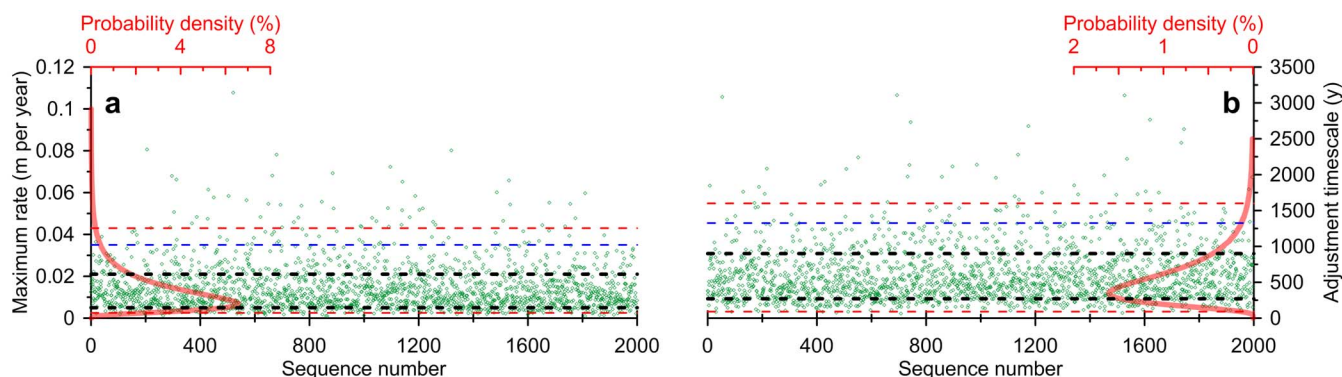 Probability density (%)
0 4 8
Maximum rate (m per year)
0.12
0.1
0.08
0.06
0.04
0.02
0
a
0 400 800 1200 1600 2000
Sequence number
Probability density (%)
2 1 0
b
3500
3000
2500
2000
1500
1000
500
0
Adjustment timescale (y)
0 400 800 1200 1600 2000
Sequence number